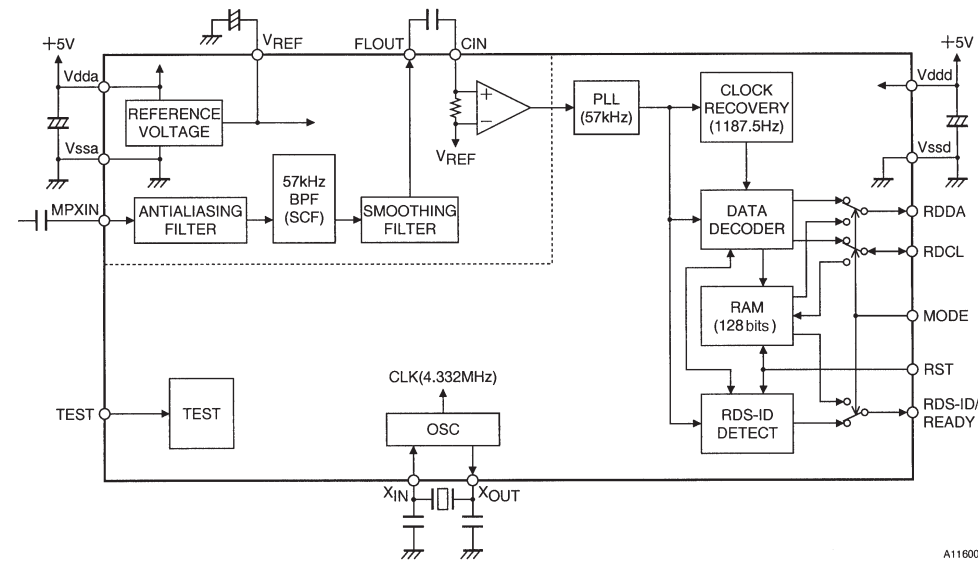 VREF
FLOUT
CIN
+5V
+5V
Vdda
Vddd
REFERENCE
VOLTAGE
+
−
PLL
(57kHz)
CLOCK
RECOVERY
(1187.5Hz)
Vssa
VREF
Vssd
MPXIN
ANTIALIASING
FILTER
57kHz
BPF
(SCF)
SMOOTHING
FILTER
DATA
DECODER
RDDA
RDCL
RAM
(128bits)
MODE
RST
CLK(4.332MHz)
TEST
TEST
OSC
RDS-ID
DETECT
RDS-ID/
READY
XIN
XOUT
A11600